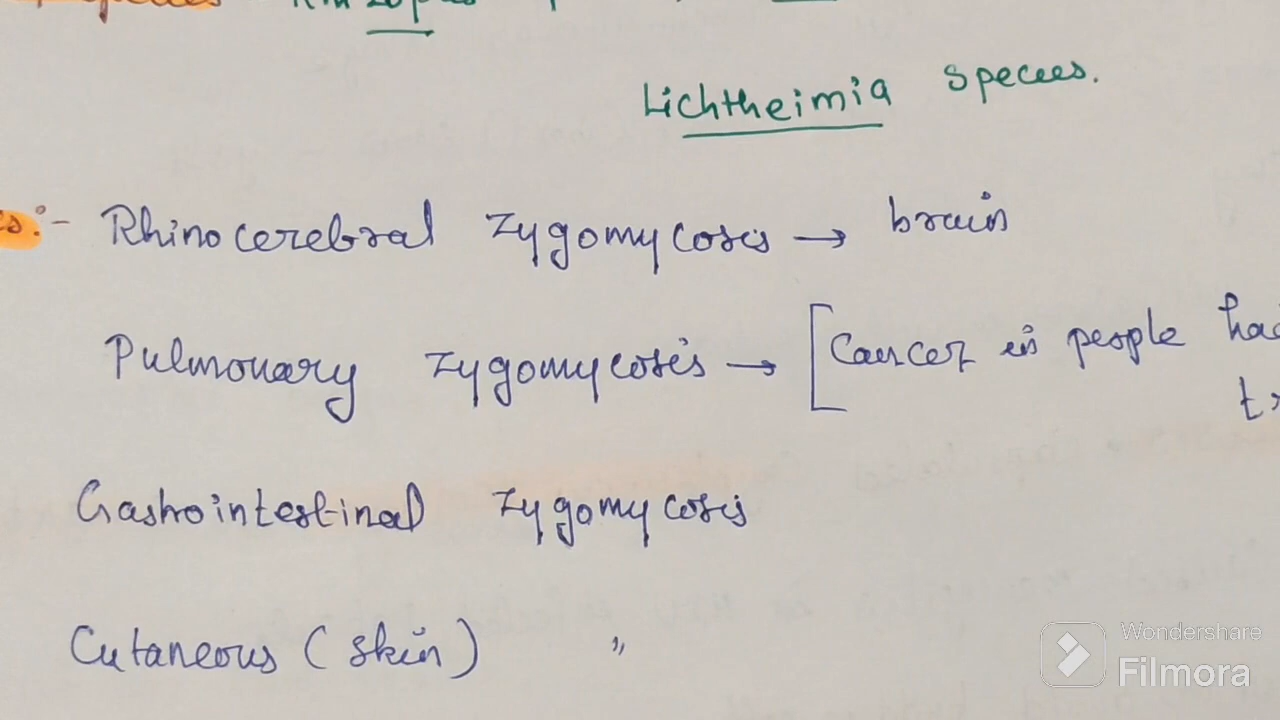 Lichtheimia species.
Rhinocerebral Zygomycosis → brain
Pulmonary Zygomycosis → [Cancer in people
Gastrointestinal Zygomycosis
Cutaneous (skin) "
Wondershare
Filmora